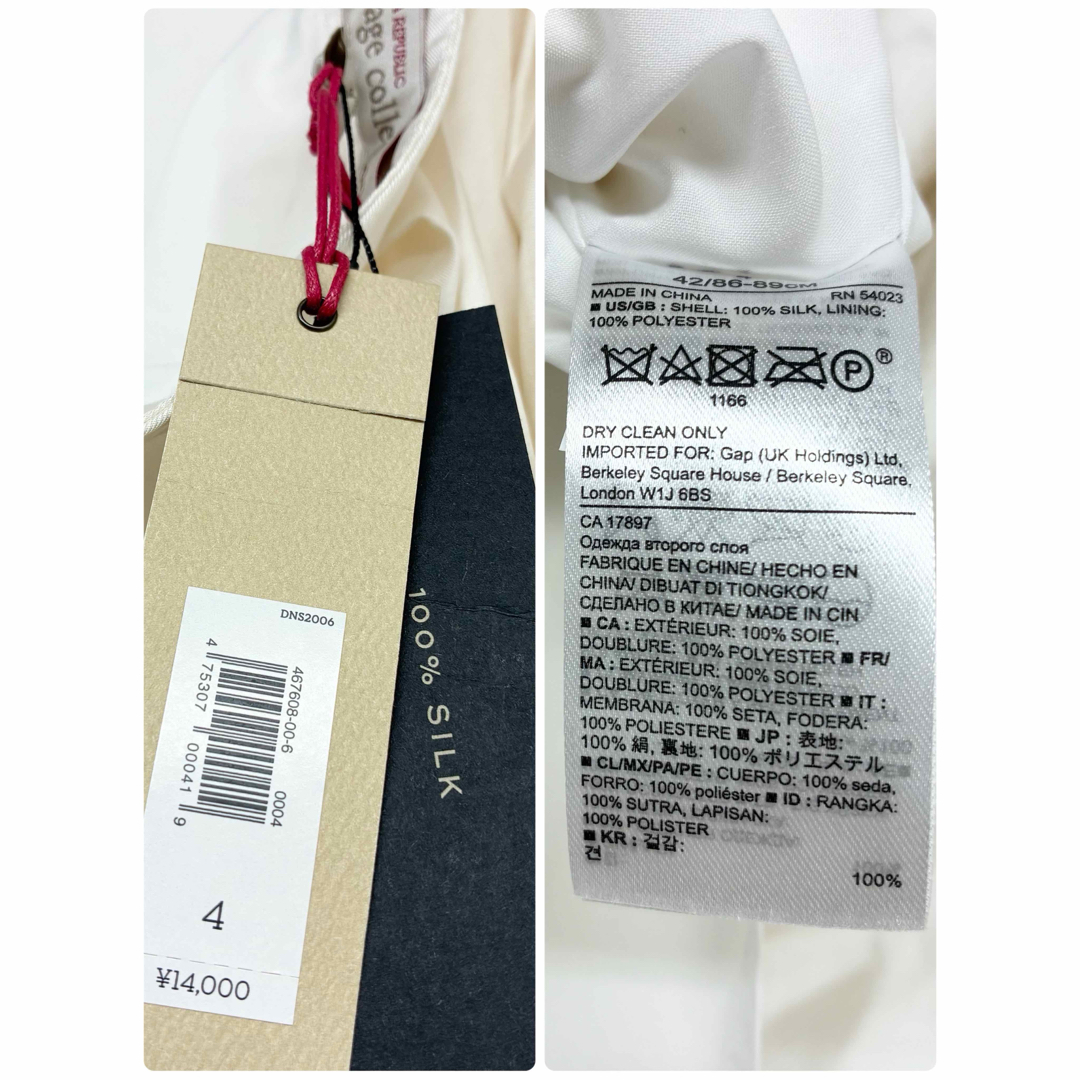 REPUBLIC
age colle
100% SILK
DNS2006
467608-00-6
0004
4 75307 00041 9
4
¥14,000
42/86-89cm
MADE IN CHINA RN 54023
■ US/GB : SHELL: 100% SILK, LINING:
100% POLYESTER
P®
1166
DRY CLEAN ONLY
IMPORTED FOR: Gap (UK Holdings) Ltd,
Berkeley Square House / Berkeley Square,
London W1J 6BS
CA 17897
Одежда второго слоя
FABRIQUE EN CHINE/ HECHO EN
CHINA/ DIBUAT DI TIONGKOK/
СДЕЛАНО В КИТАЕ/ MADE IN CIN
■ CA : EXTÉRIEUR: 100% SOIE,
DOUBLURE: 100% POLYESTER ■ FR/
MA : EXTÉRIEUR: 100% SOIE,
DOUBLURE: 100% POLYESTER ■ IT :
MEMBRANA: 100% SETA, FODERA:
100% POLIESTERE ■ JP : 表地:
100% 絹, 裏地: 100% ポリエステル
■ CL/MX/PA/PE : CUERPO: 100% seda,
FORRO: 100% poliéster ■ ID : RANGKA:
100% SUTRA, LAPISAN:
100% POLISTER
■ KR : 겉감:
견
100%